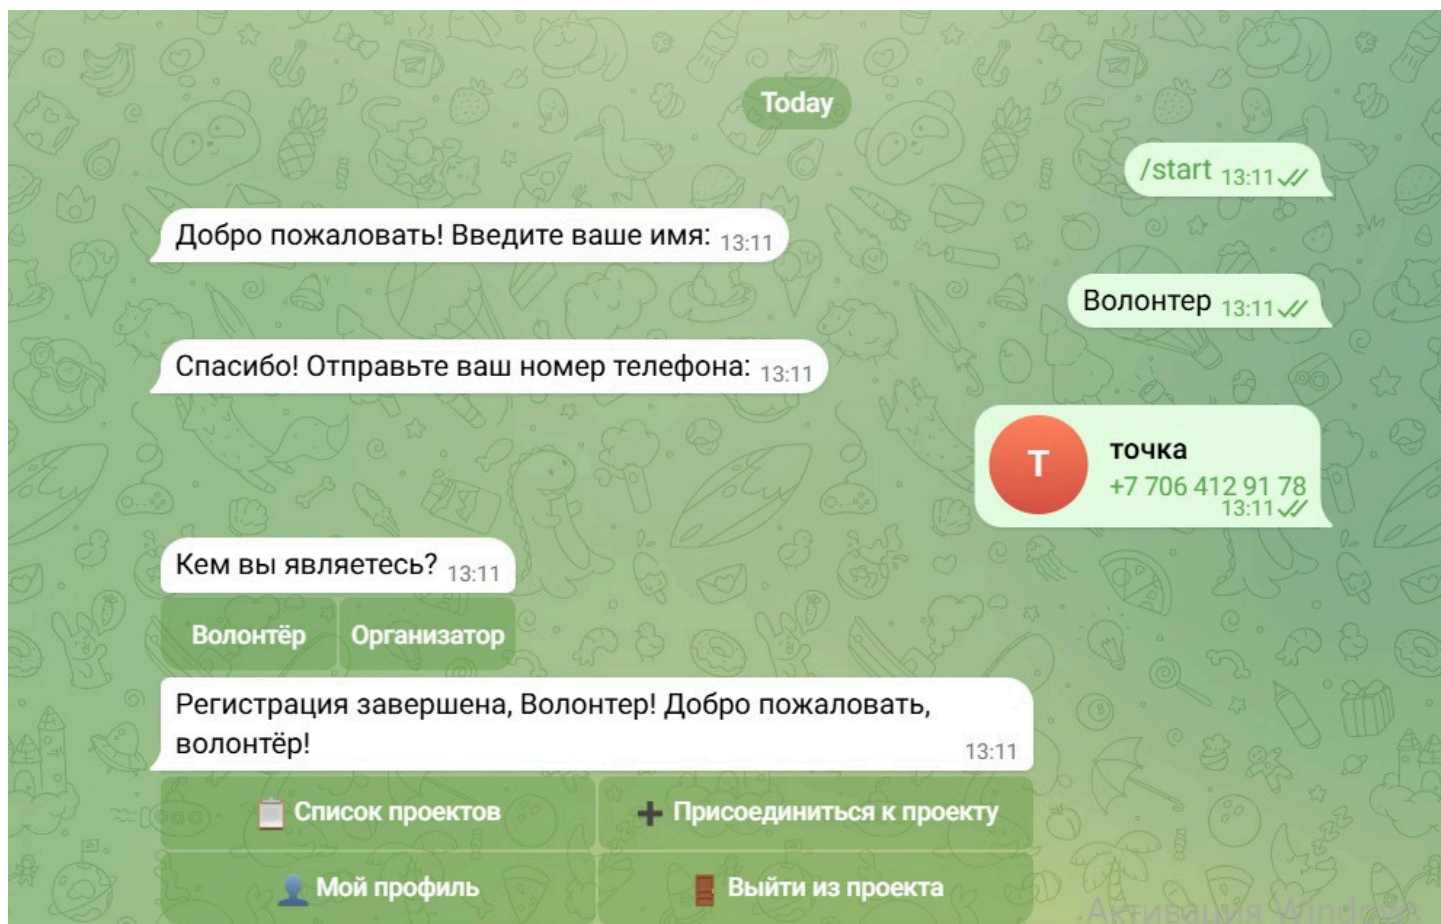 Today
/start 13:11
Добро пожаловать! Введите ваше имя: 13:11
Волонтер 13:11
Спасибо! Отправьте ваш номер телефона: 13:11
Т
точка
+7 706 412 91 78
13:11
Кем вы являетесь? 13:11
Волонтёр Организатор
Регистрация завершена, Волонтер! Добро пожаловать,
волонтёр! 13:11
Список проектов Присоединиться к проекту
Мой профиль Выйти из проекта
Активация Windows